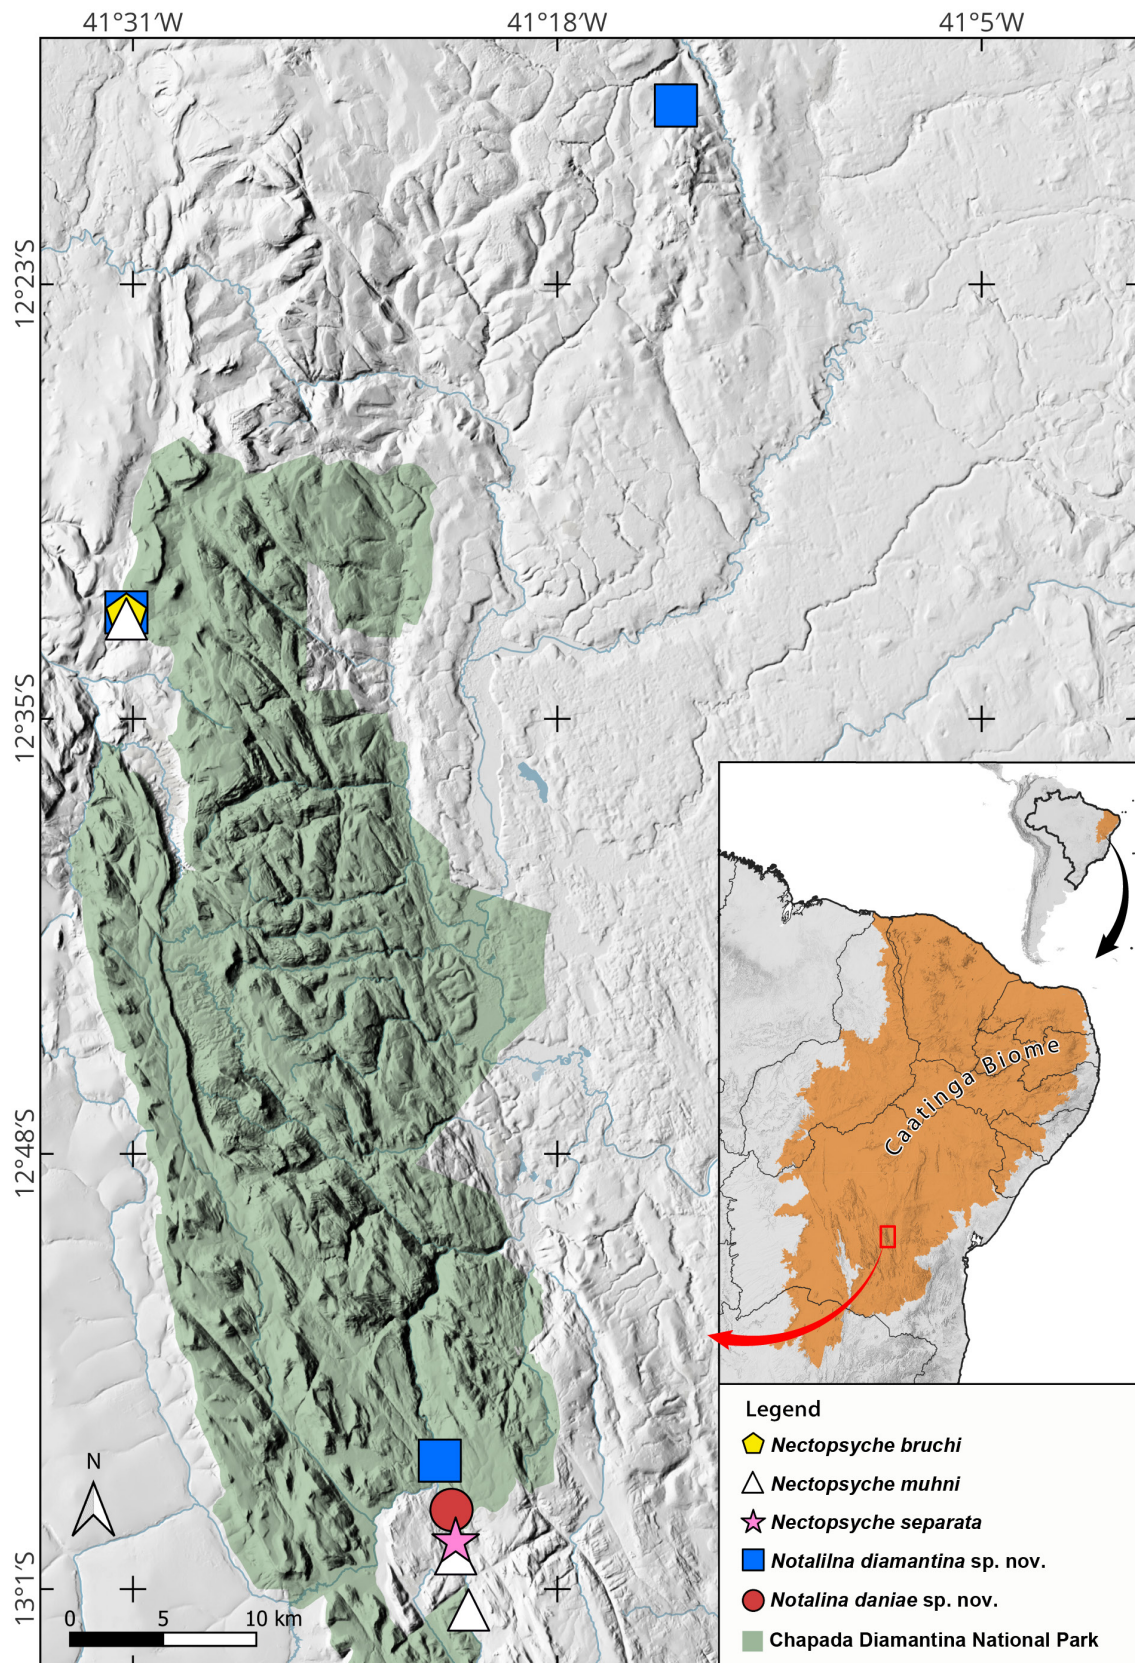 41°31′W
41°18′W
41°5′W
12°23′S
12°35′S
12°48′S
13°1′S
Caatinga Biome
N
0 5 10 km
Legend
Nectopsyche bruchi
Nectopsyche muhni
Nectopsyche separata
Notalilna diamantina sp. nov.
Notalina daniae sp. nov.
Chapada Diamantina National Park